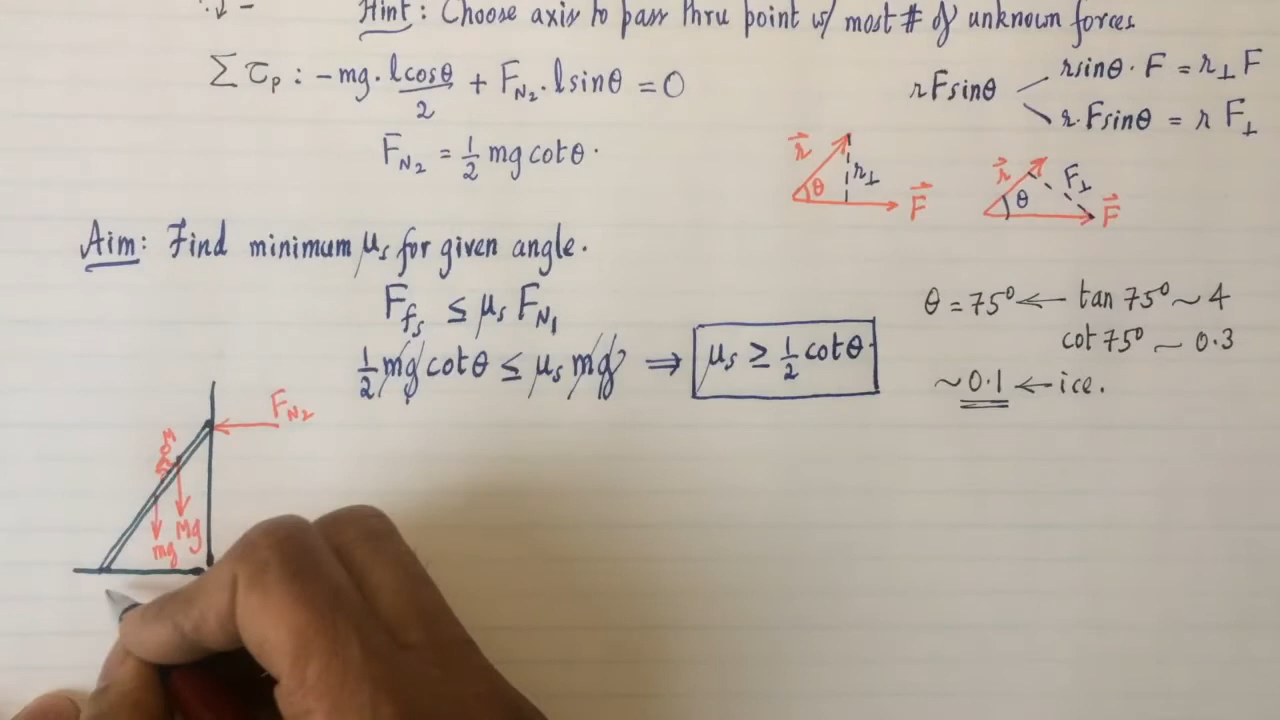 Hint: Choose axis to pass thru point w/ most # of unknown forces
Σ τp : -mg. lcosθ/2 + FN2. lsinθ = 0
FN2 = 1/2 mg cotθ.
rFsinθ
rsinθ. F = r⊥ F
r. Fsinθ = r F⊥
r
θ
r⊥
F
r
θ
F⊥
F
Aim: Find minimum μs for given angle.
Ffs ≤ μs FN1
1/2 mg cotθ ≤ μs mg ⇒ μs ≥ 1/2 cotθ.
θ = 75° ← tan 75° ~ 4
cot 75° ~ 0.3
~ 0.1 ← ice.
FN2
Mg
mg